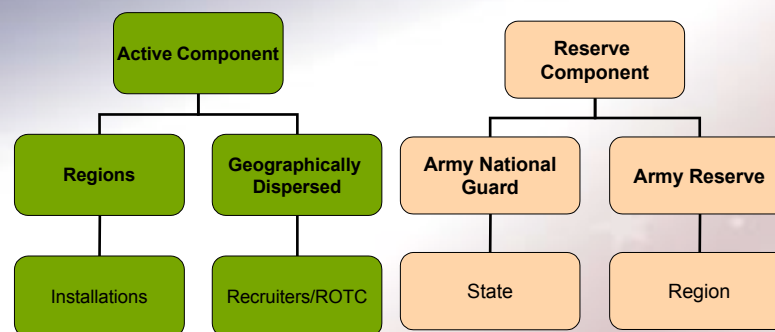 Active Component
Reserve
Component
Regions
Geographically
Dispersed
Army National
Guard
Army Reserve
Installations
Recruiters/ROTC
State
Region